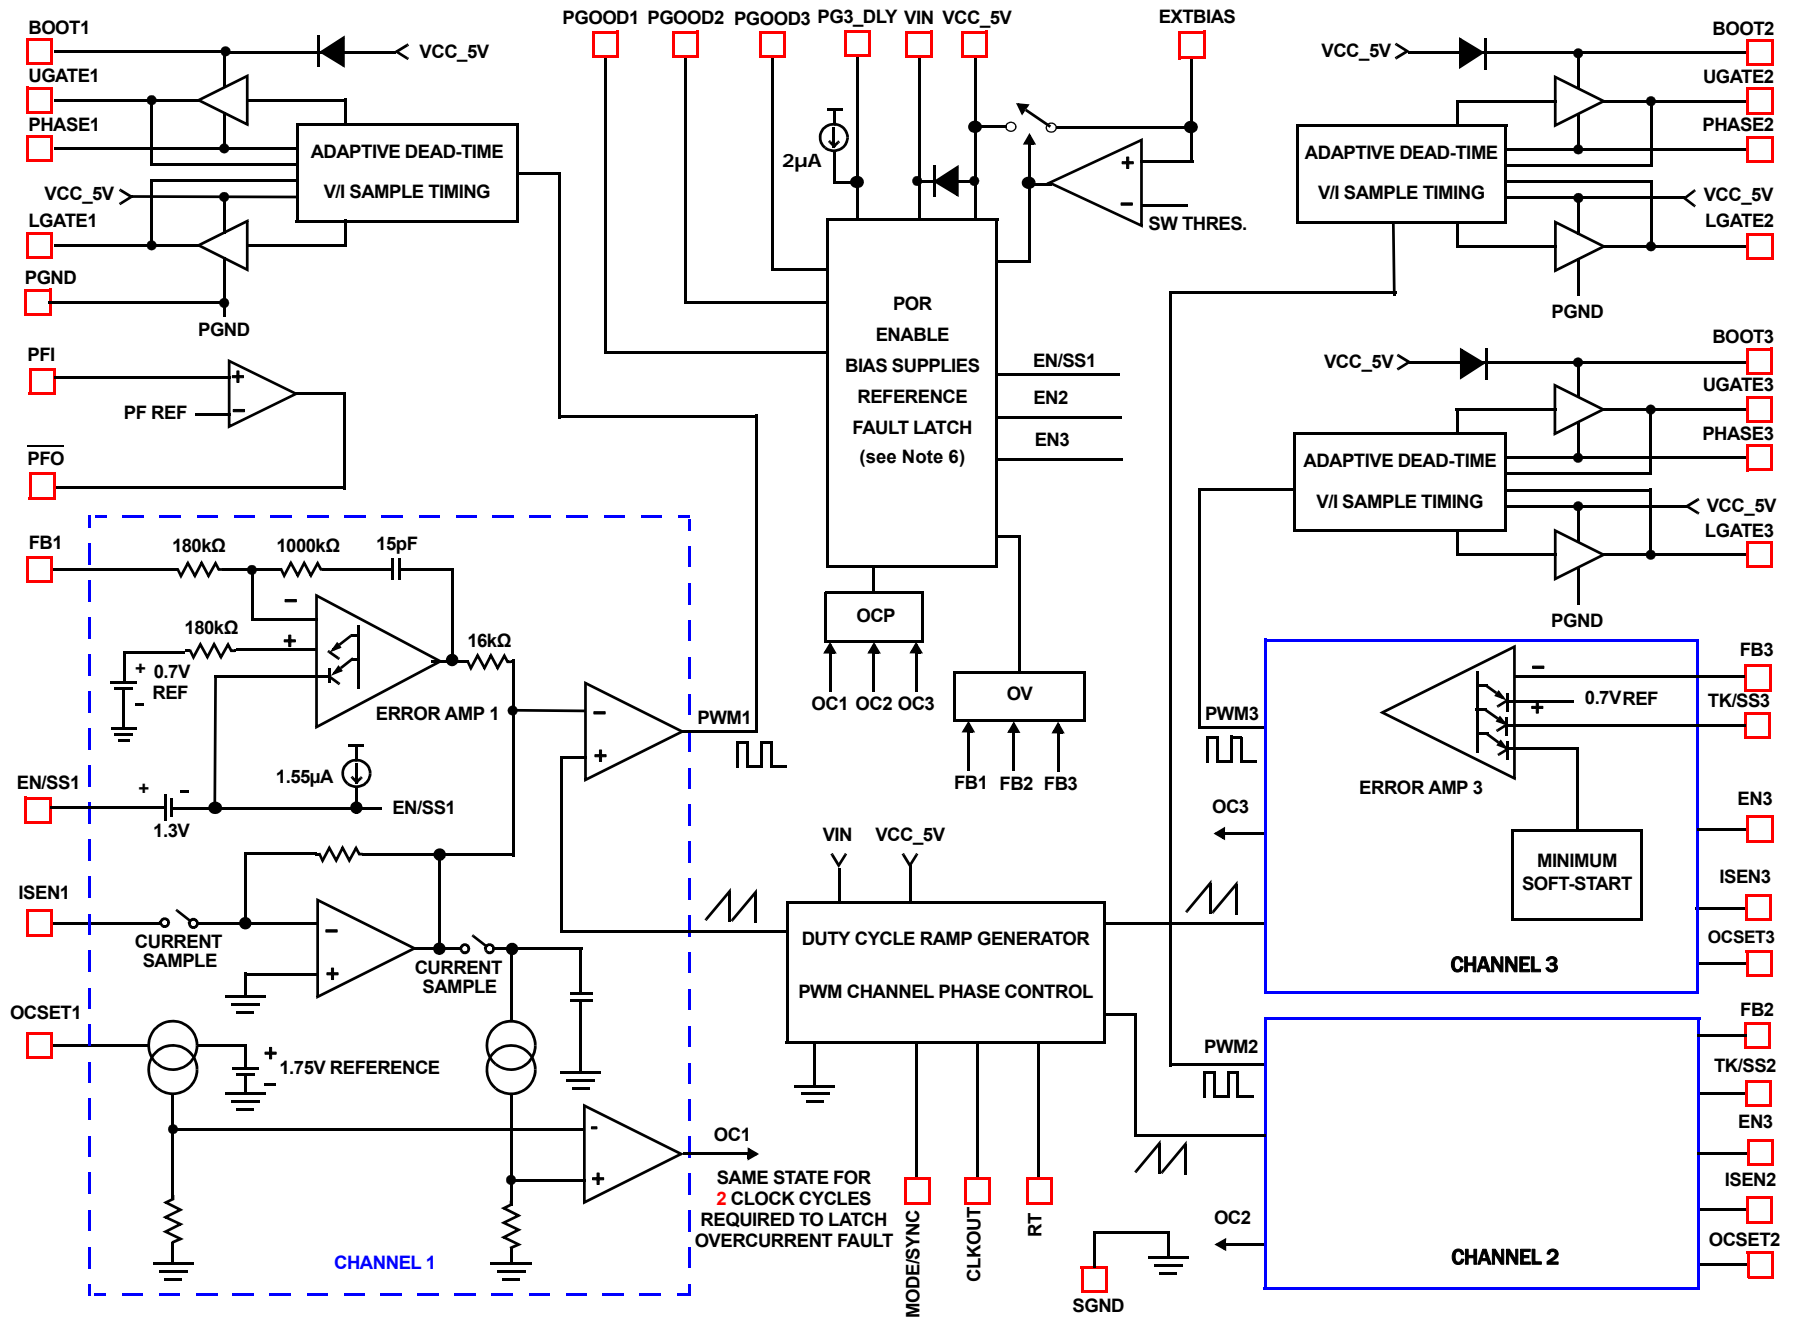 BOOT1
VCC_5V
UGATE1
PHASE1
ADAPTIVE DEAD-TIME
V/I SAMPLE TIMING
VCC_5V
LGATE1
PGND
PGND
PFI
+
PF REF
−
PFO
PGOOD1
PGOOD2
PGOOD3
PG3_DLY
VIN
VCC_5V
EXTBIAS
2µA
+
−
SW THRES.
POR
ENABLE
BIAS SUPPLIES
REFERENCE
FAULT LATCH
(see Note 6)
EN/SS1
EN2
EN3
OCP
OC1
OC2
OC3
OV
FB1
FB2
FB3
VCC_5V
BOOT2
UGATE2
PHASE2
ADAPTIVE DEAD-TIME
V/I SAMPLE TIMING
VCC_5V
LGATE2
PGND
VCC_5V
BOOT3
UGATE3
PHASE3
ADAPTIVE DEAD-TIME
V/I SAMPLE TIMING
VCC_5V
LGATE3
PGND
FB1
180kΩ
1000kΩ
15pF
−
180kΩ
+
16kΩ
+
0.7V
REF
−
ERROR AMP 1
−
+
PWM1
1.55µA
EN/SS1
+
−
1.3V
EN/SS1
ISEN1
CURRENT
SAMPLE
−
+
CURRENT
SAMPLE
OCSET1
+
1.75V REFERENCE
−
-
+
OC1
SAME STATE FOR
2 CLOCK CYCLES
REQUIRED TO LATCH
OVERCURRENT FAULT
CHANNEL 1
VIN
VCC_5V
DUTY CYCLE RAMP GENERATOR
PWM CHANNEL PHASE CONTROL
MODE/SYNC
CLKOUT
RT
SGND
PWM3
OC3
−
0.7V REF
+
ERROR AMP 3
MINIMUM
SOFT-START
CHANNEL 3
FB3
TK/SS3
EN3
ISEN3
OCSET3
PWM2
OC2
CHANNEL 2
FB2
TK/SS2
EN3
ISEN2
OCSET2